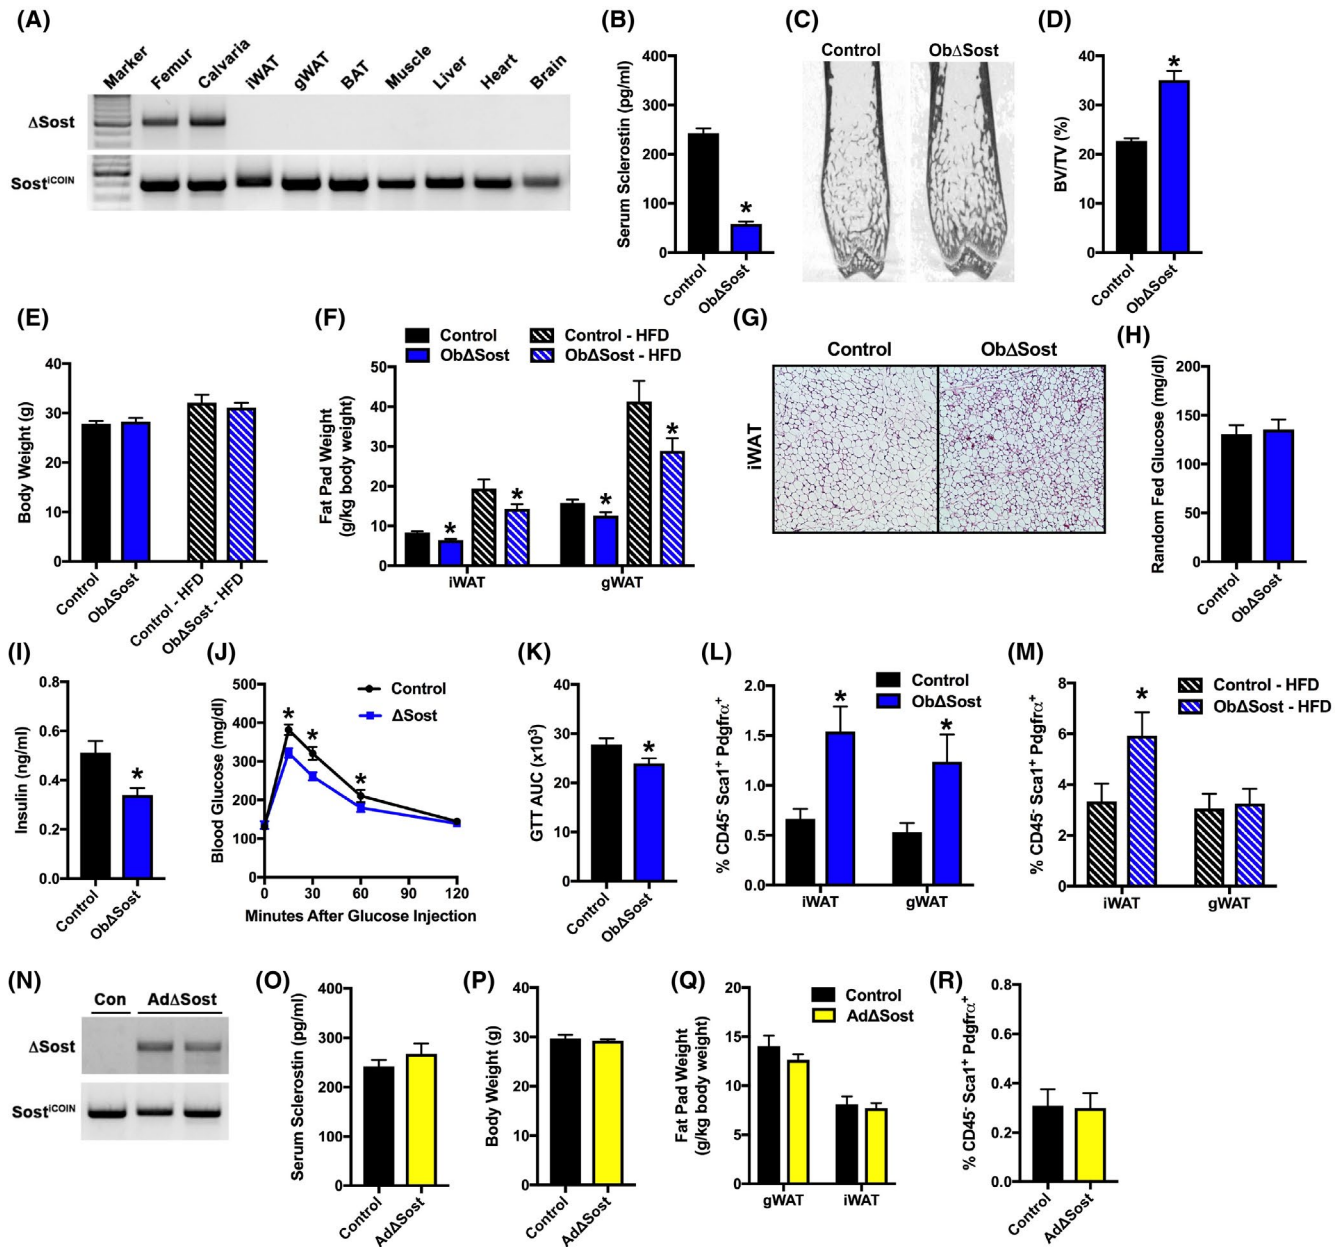 (A)
Marker
Femur
Calvaria
iWAT
gWAT
BAT
Muscle
Liver
Heart
Brain
ΔSost
Sost^iCOIN
(B)
Serum Sclerostin (pg/ml)
400
300
200
100
0
*
Control
ObΔSost
(C)
Control
ObΔSost
(D)
BV/TV (%)
40
30
20
10
0
*
Control
ObΔSost
(E)
Body Weight (g)
40
30
20
10
0
Control
ObΔSost
Control - HFD
ObΔSost - HFD
(F)
Control
ObΔSost
Control - HFD
ObΔSost - HFD
Fat Pad Weight
(g/kg body weight)
50
40
30
20
10
0
* * * *
iWAT
gWAT
(G)
Control
ObΔSost
iWAT
(H)
Random Fed Glucose (mg/dl)
200
150
100
50
0
Control
ObΔSost
(I)
Insulin (ng/ml)
0.8
0.6
0.4
0.2
0.0
*
Control
ObΔSost
(J)
Blood Glucose (mg/dl)
500
400
300
200
100
0
Control
ΔSost
* * *
0 30 60 90 120
Minutes After Glucose Injection
(K)
GTT AUC (x10³)
40
30
20
10
0
*
Control
ObΔSost
(L)
Control
ObΔSost
% CD45⁻ Sca1⁺ Pdgfrα⁺
2.0
1.5
1.0
0.5
0.0
* *
iWAT
gWAT
(M)
Control - HFD
ObΔSost - HFD
% CD45⁻ Sca1⁺ Pdgfrα⁺
8
6
4
2
0
*
iWAT
gWAT
(N)
Con
AdΔSost
ΔSost
Sost^iCOIN
(O)
Serum Sclerostin (pg/ml)
400
300
200
100
0
Control
AdΔSost
(P)
Body Weight (g)
40
30
20
10
0
Control
AdΔSost
(Q)
Control
AdΔSost
Fat Pad Weight
(g/kg body weight)
20
15
10
5
0
gWAT
iWAT
(R)
% CD45⁻ Sca1⁺ Pdgfrα⁺
0.8
0.6
0.4
0.2
0.0
Control
AdΔSost